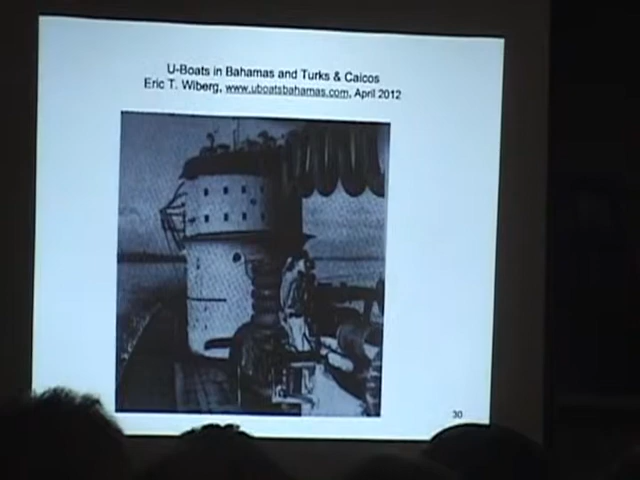 U-Boats in Bahamas and Turks & Caicos
Eric T. Wiberg, www.uboatsbahamas.com, April 2012
30